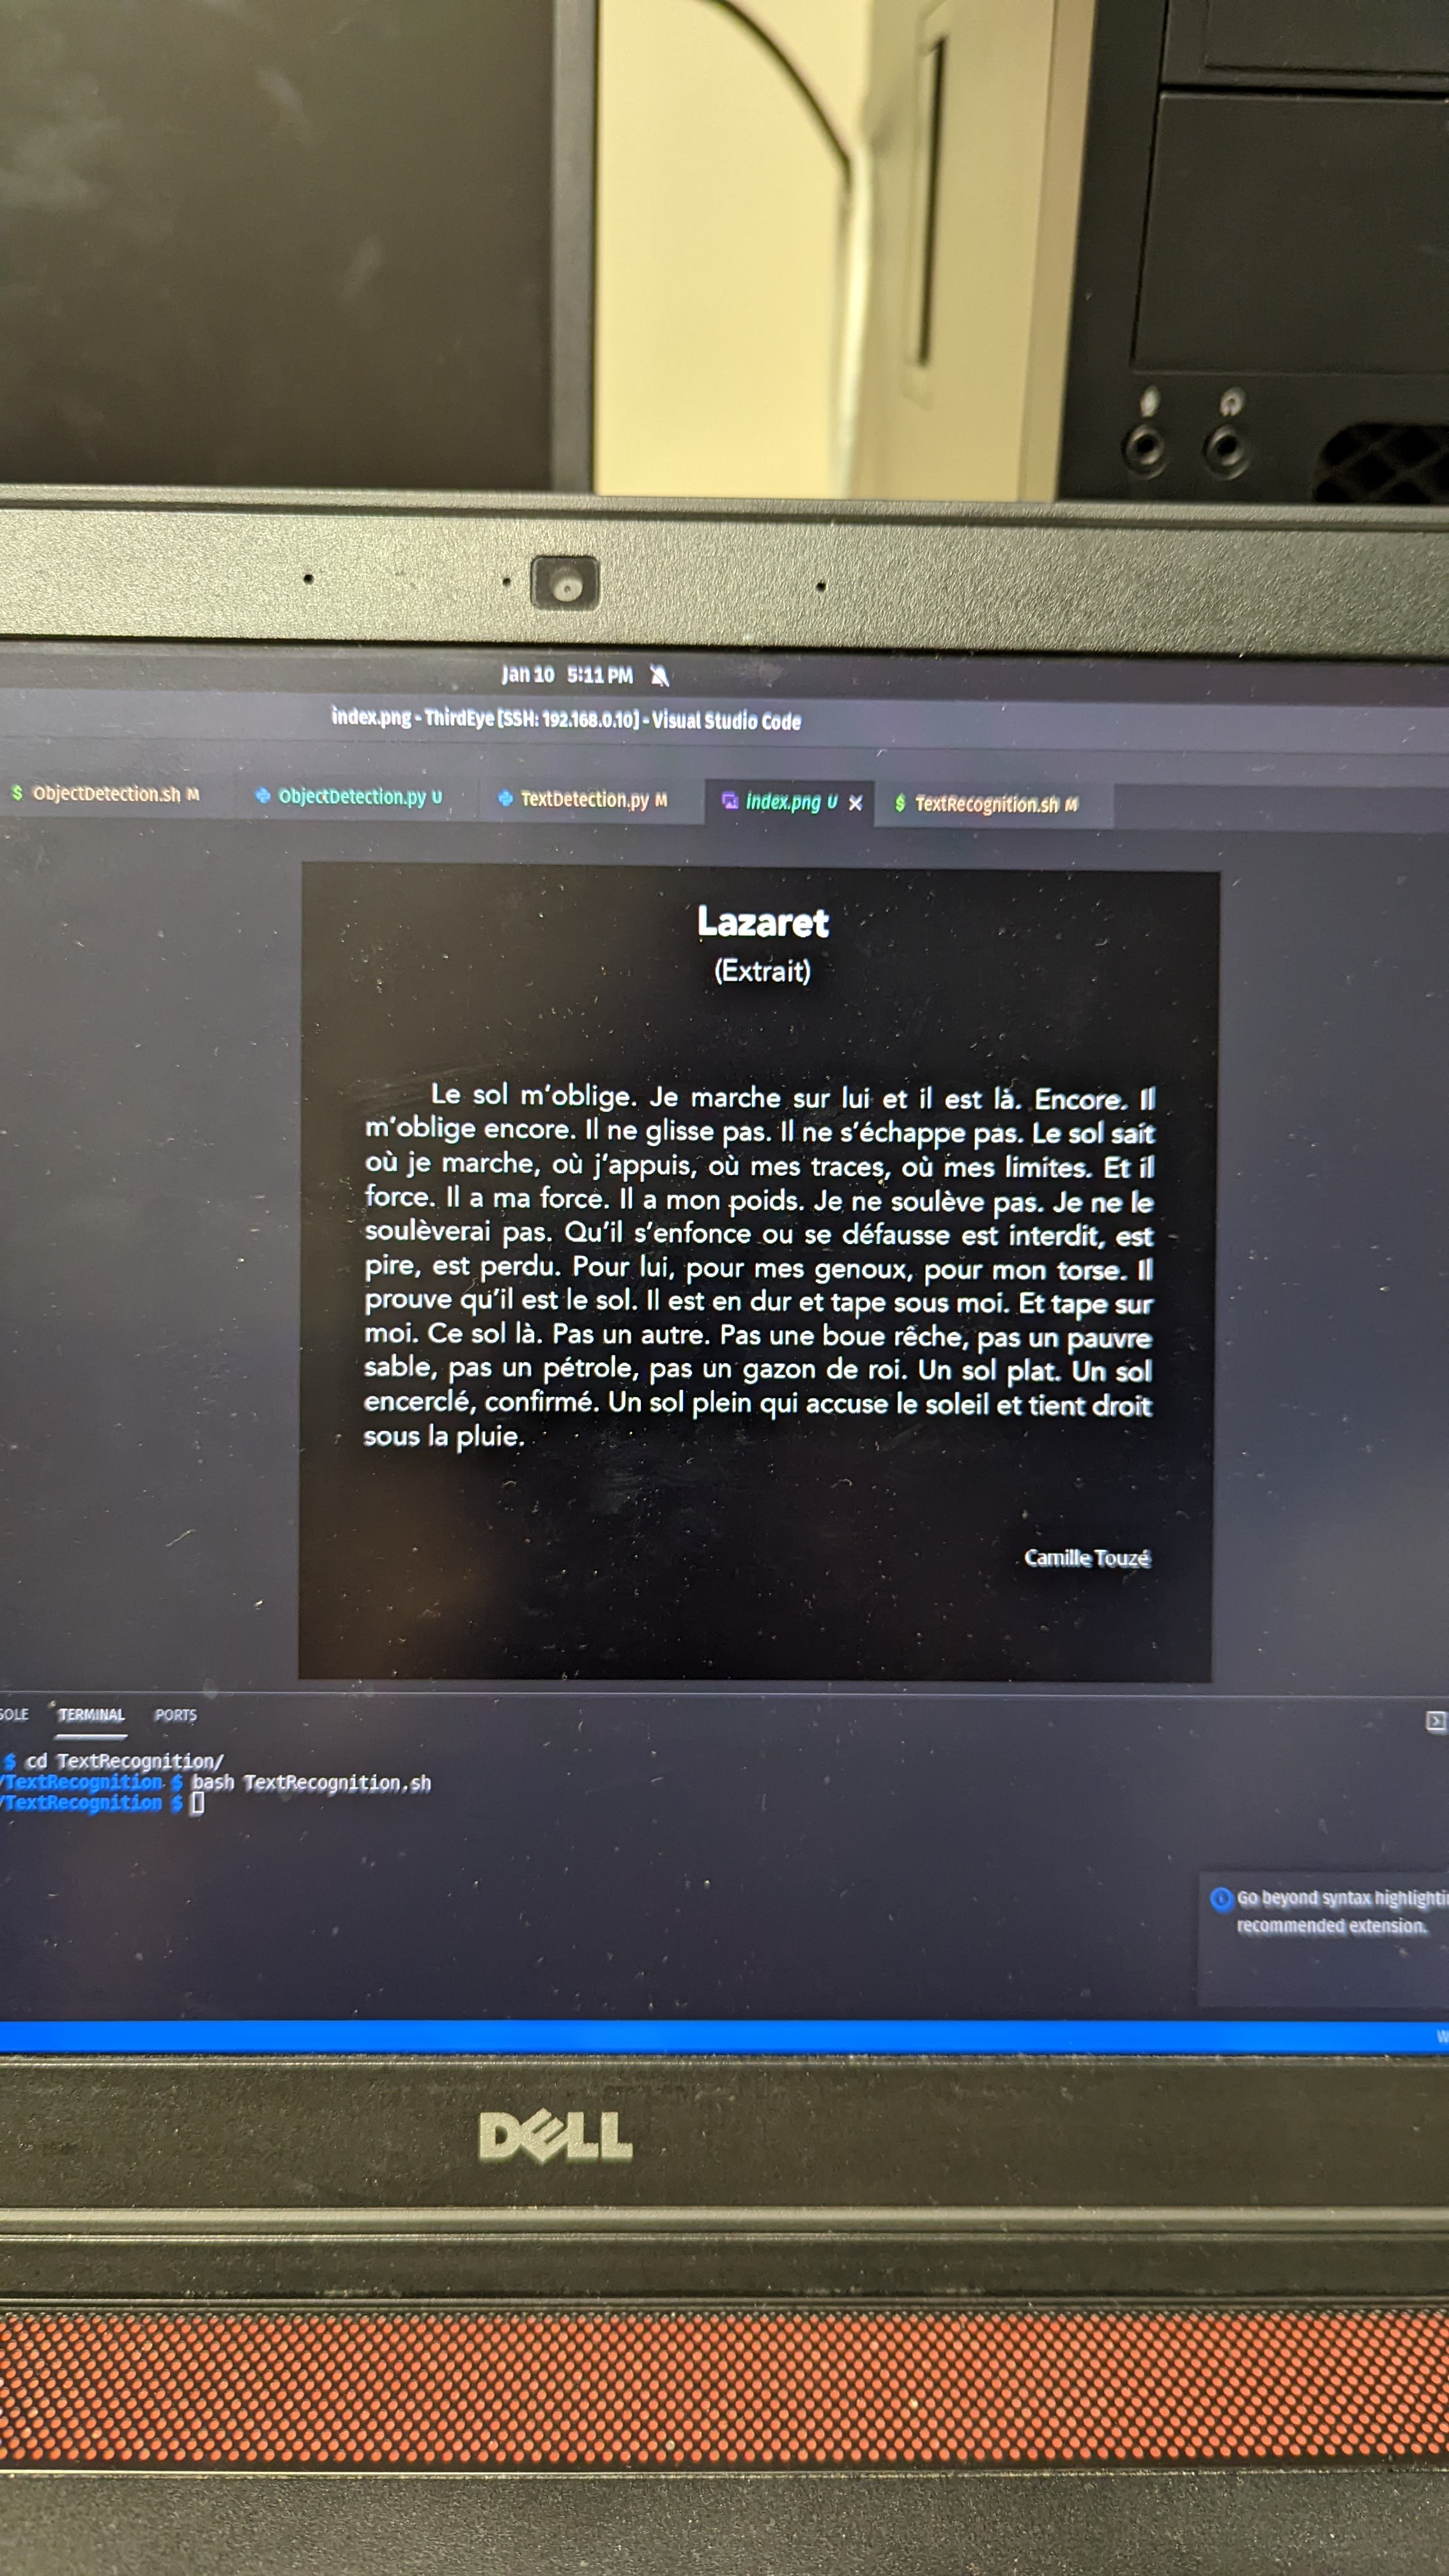 Jan 10 5:11 PM
index.png - ThirdEye [SSH: 192.168.0.10] - Visual Studio Code
$ ObjectDetection.sh M ObjectDetection.py U TextDetection.py M index.png U $ TextRecognition.sh M
Lazaret
(Extrait)
Le sol m'oblige. Je marche sur lui et il est là. Encore. Il
m'oblige encore. Il ne glisse pas. Il ne s'échappe pas. Le sol sait
où je marche, où j'appuis, où mes traces, où mes limites. Et il
force. Il a ma force. Il a mon poids. Je ne soulève pas. Je ne le
soulèverai pas. Qu'il s'enfonce ou se défausse est interdit, est
pire, est perdu. Pour lui, pour mes genoux, pour mon torse. Il
prouve qu'il est le sol. Il est en dur et tape sous moi. Et tape sur
moi. Ce sol là. Pas un autre. Pas une boue rêche, pas un pauvre
sable, pas un pétrole, pas un gazon de roi. Un sol plat. Un sol
encerclé, confirmé. Un sol plein qui accuse le soleil et tient droit
sous la pluie.
Camille Touzé
SOLE TERMINAL PORTS
$ cd TextRecognition/
/TextRecognition $ bash TextRecognition.sh
/TextRecognition $
Go beyond syntax highlighti
recommended extension.
W
DELL